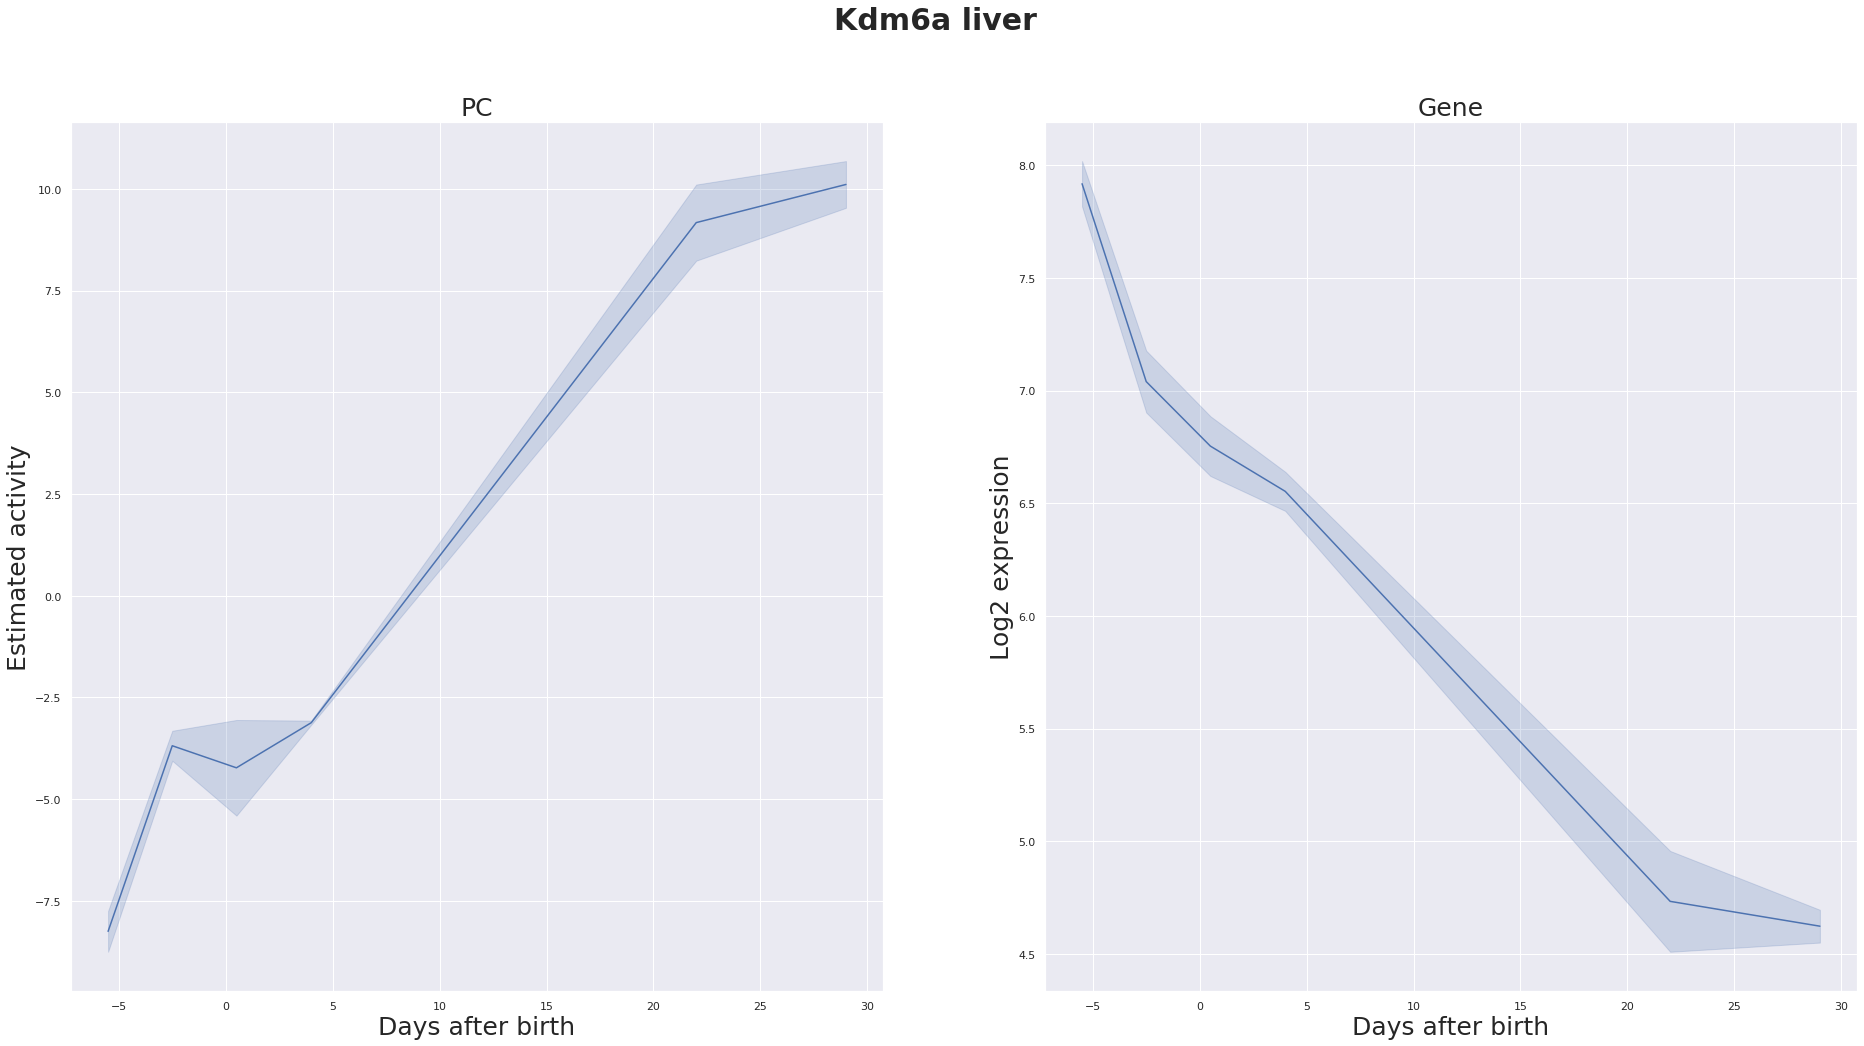 Kdm6a liver
PC
Estimated activity
10.0
7.5
5.0
2.5
0.0
−2.5
−5.0
−7.5
−5 0 5 10 15 20 25 30
Days after birth
Gene
Log2 expression
8.0
7.5
7.0
6.5
6.0
5.5
5.0
4.5
−5 0 5 10 15 20 25 30
Days after birth